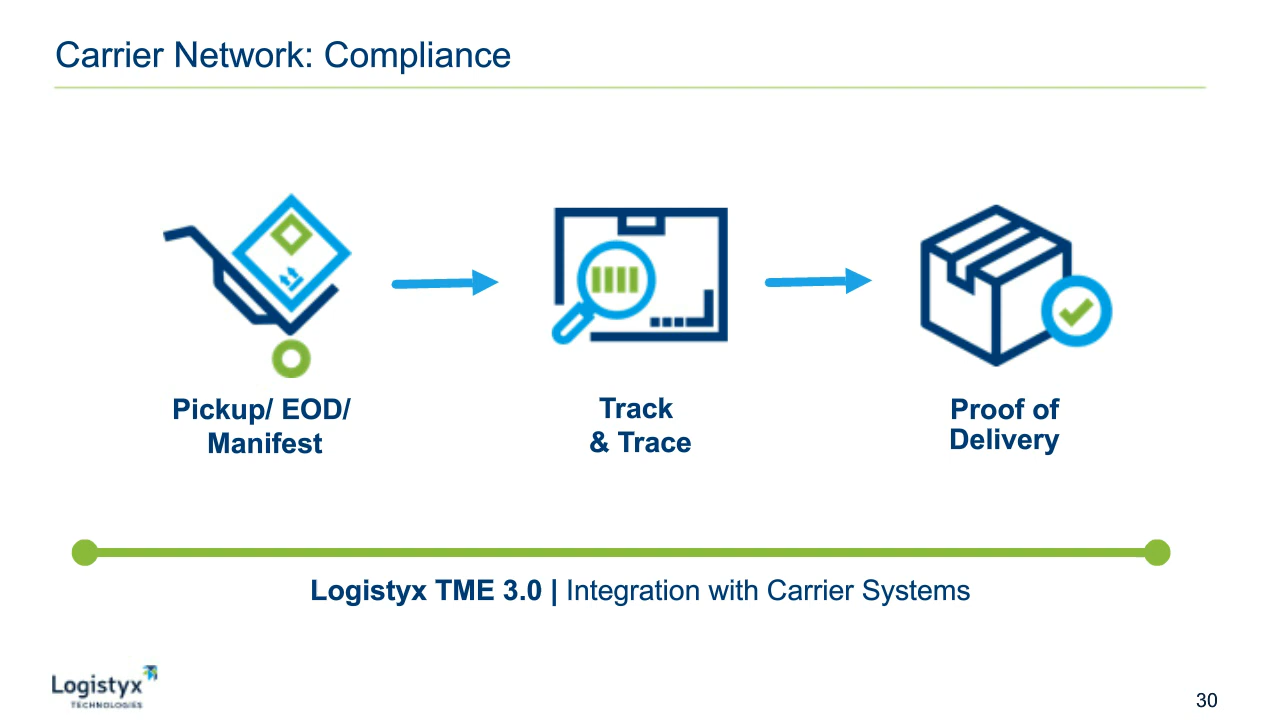 Carrier Network: Compliance
Pickup/ EOD/
Manifest
Track
& Trace
Proof of
Delivery
Logistyx TME 3.0 | Integration with Carrier Systems
Logistyx
TECHNOLOGIES
30